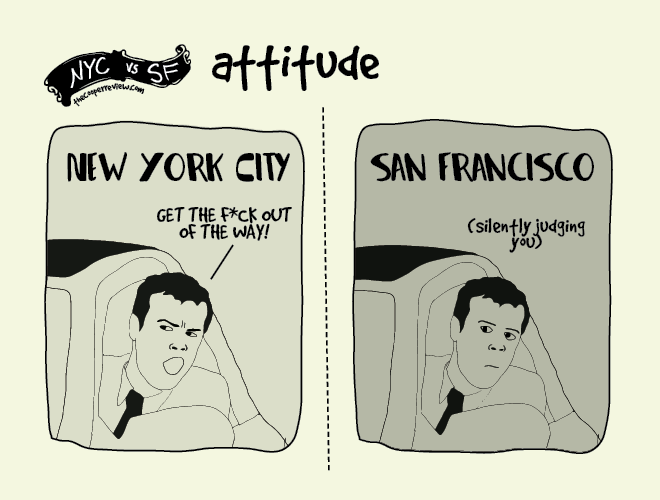 NYC vs SF
thecooperreview.com
attitude
NEW YORK CITY
GET THE F*CK OUT
OF THE WAY!
SAN FRANCISCO
(silently judging
you)